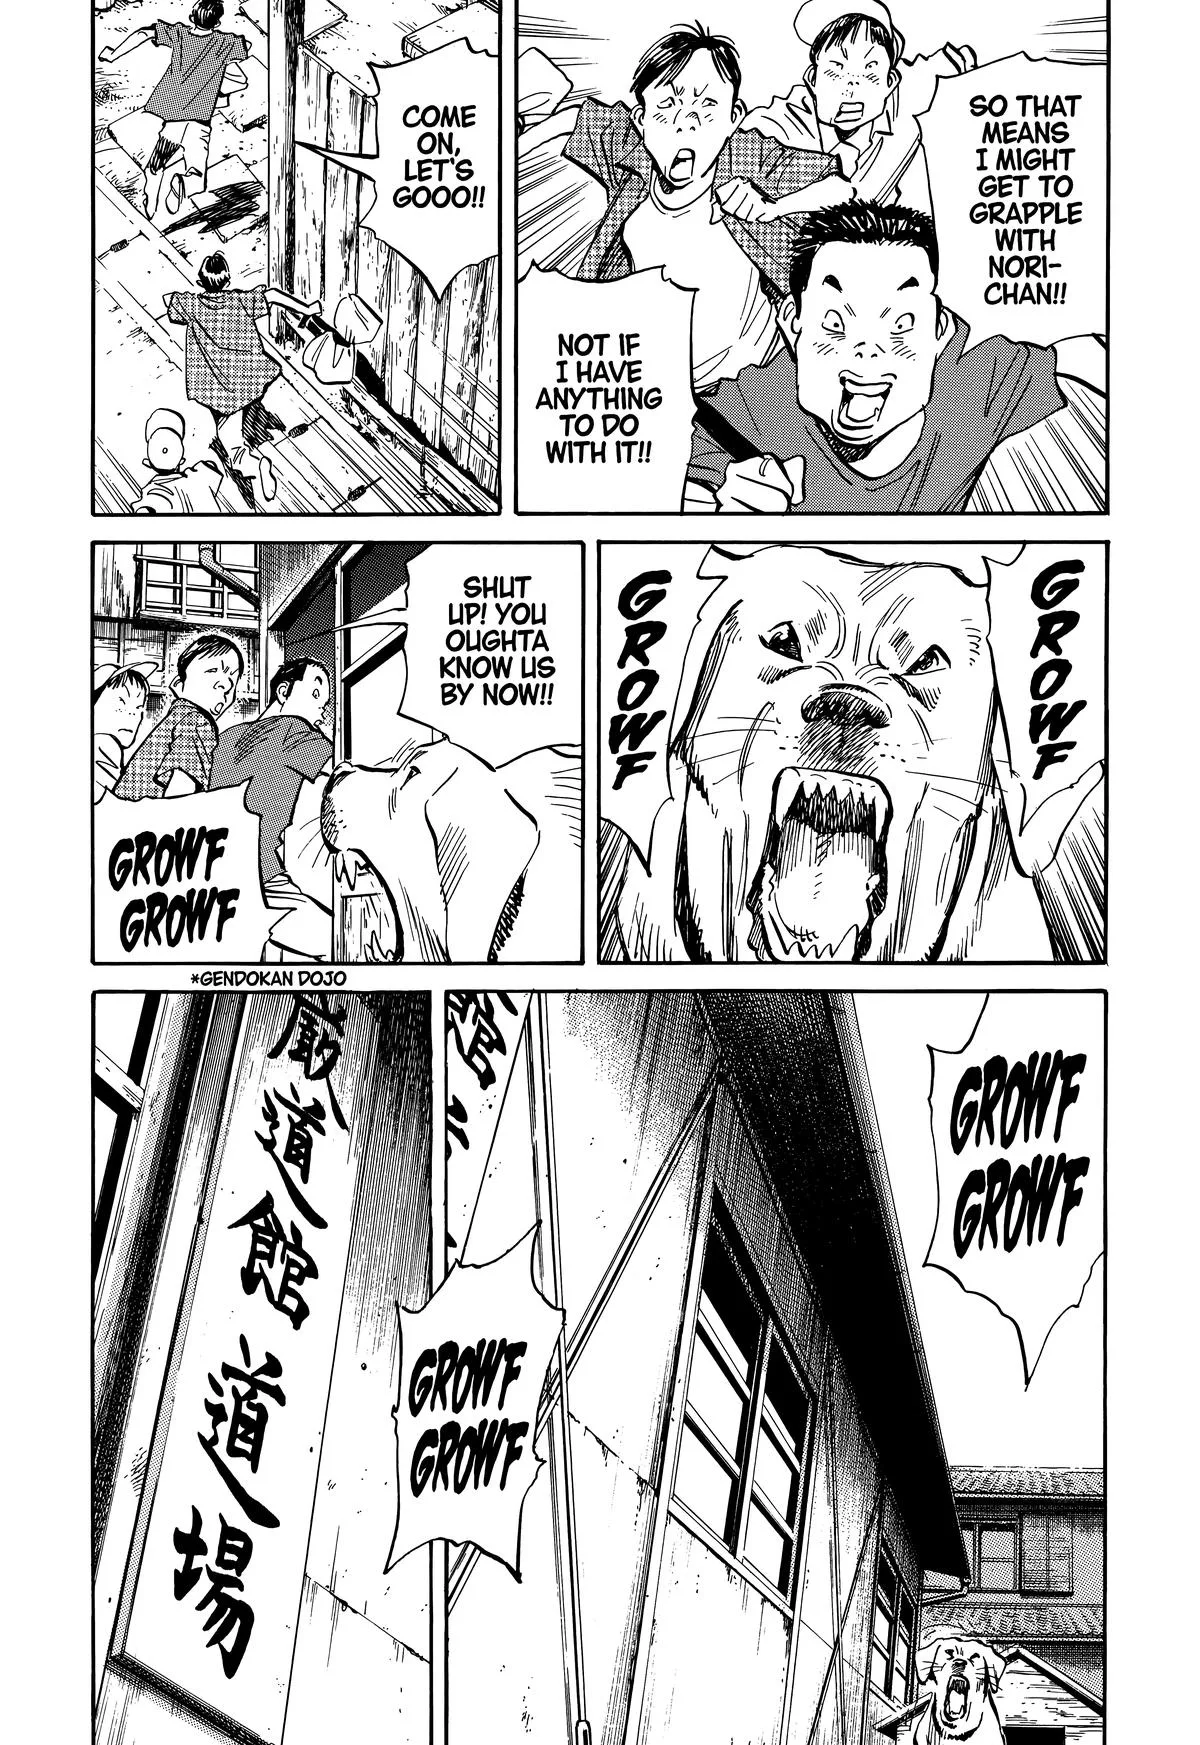 SO THAT
MEANS
I MIGHT
GET TO
GRAPPLE
WITH
NORI-
CHAN!!
NOT IF
I HAVE
ANYTHING
TO DO
WITH IT!!
COME
ON,
LET'S
GOOO!!
GROWF
GROWF
SHUT
UP! YOU
OUGHTA
KNOW US
BY NOW!!
GROWF
GROWF
GROWF
GROWF
GROWF
GROWF
*GENDOKAN DOJO
厳道館道場
館